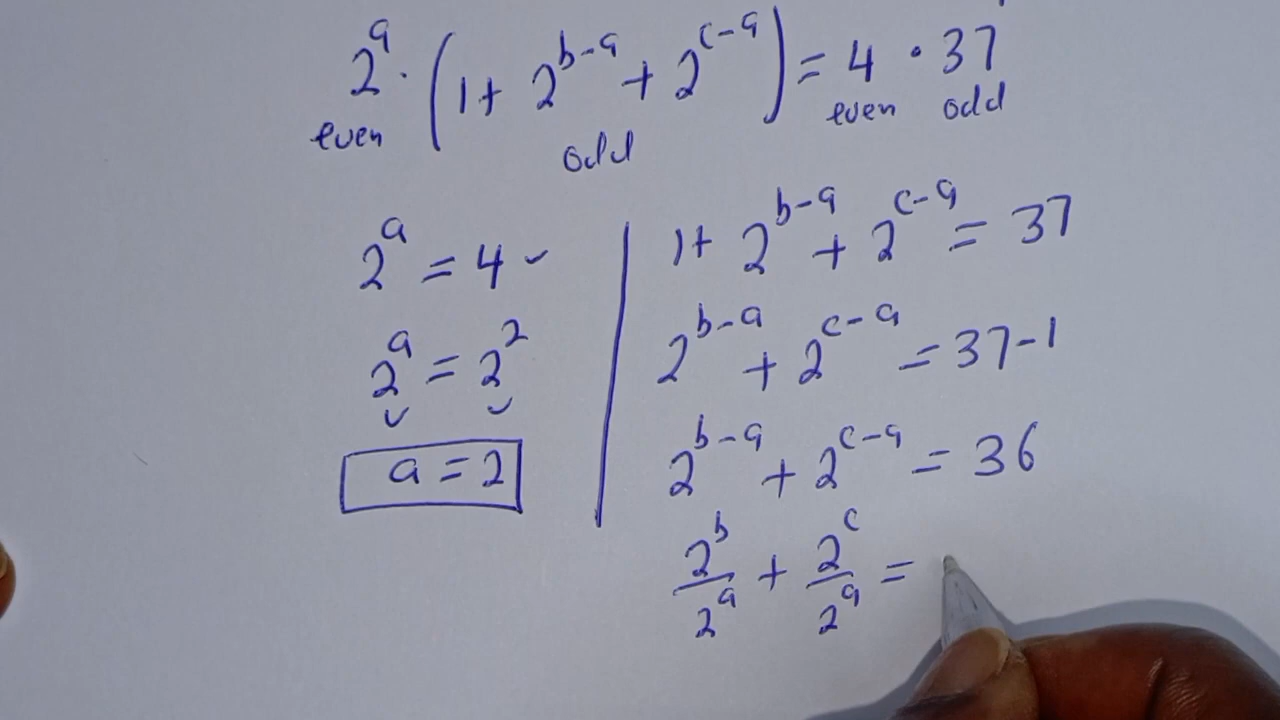 2^a · (1 + 2^(b-a) + 2^(c-a)) = 4 · 37
even odd even odd
2^a = 4 ✓
2^a = 2^2
a = 2
1 + 2^(b-a) + 2^(c-a) = 37
2^(b-a) + 2^(c-a) = 37 - 1
2^(b-a) + 2^(c-a) = 36
2^b/2^a + 2^c/2^a =